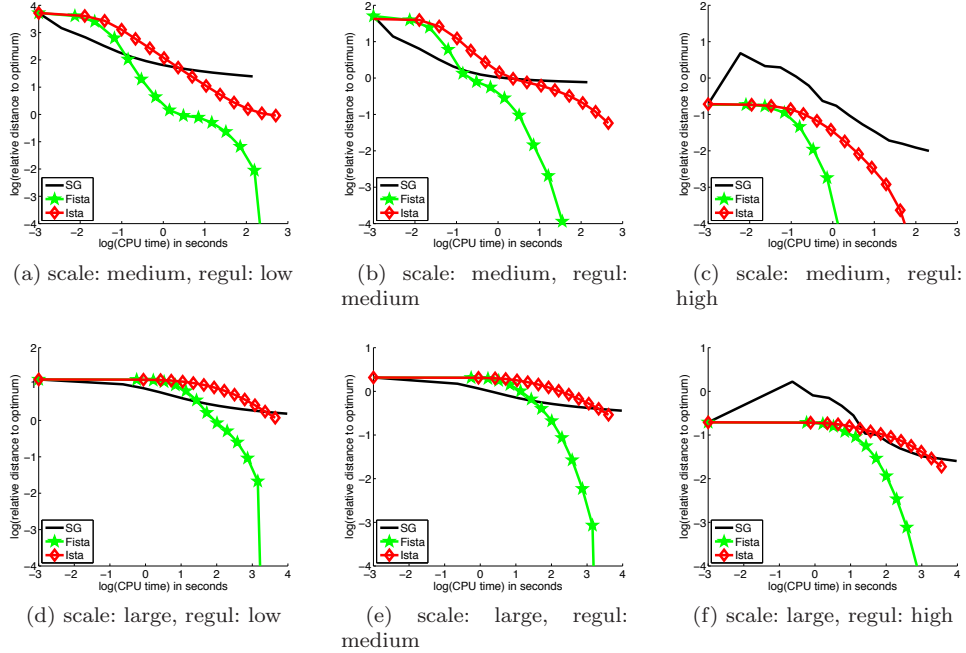 log(relative distance to optimum)
4
3
2
1
0
−1
−2
−3
−4
SG
Fista
Ista
−3 −2 −1 0 1 2 3
log(CPU time) in seconds
(a) scale: medium, regul: low
log(relative distance to optimum)
2
1
0
−1
−2
−3
−4
SG
Fista
Ista
−3 −2 −1 0 1 2 3
log(CPU time) in seconds
(b) scale: medium, regul:
medium
log(relative distance to optimum)
2
1
0
−1
−2
−3
−4
SG
Fista
Ista
−3 −2 −1 0 1 2 3
log(CPU time) in seconds
(c) scale: medium, regul:
high
log(relative distance to optimum)
2
1
0
−1
−2
−3
−4
SG
Fista
Ista
−3 −2 −1 0 1 2 3 4
log(CPU time) in seconds
(d) scale: large, regul: low
log(relative distance to optimum)
1
0
−1
−2
−3
−4
SG
Fista
Ista
−3 −2 −1 0 1 2 3 4
log(CPU time) in seconds
(e) scale: large, regul:
medium
log(relative distance to optimum)
1
0
−1
−2
−3
−4
SG
Fista
Ista
−3 −2 −1 0 1 2 3 4
log(CPU time) in seconds
(f) scale: large, regul: high